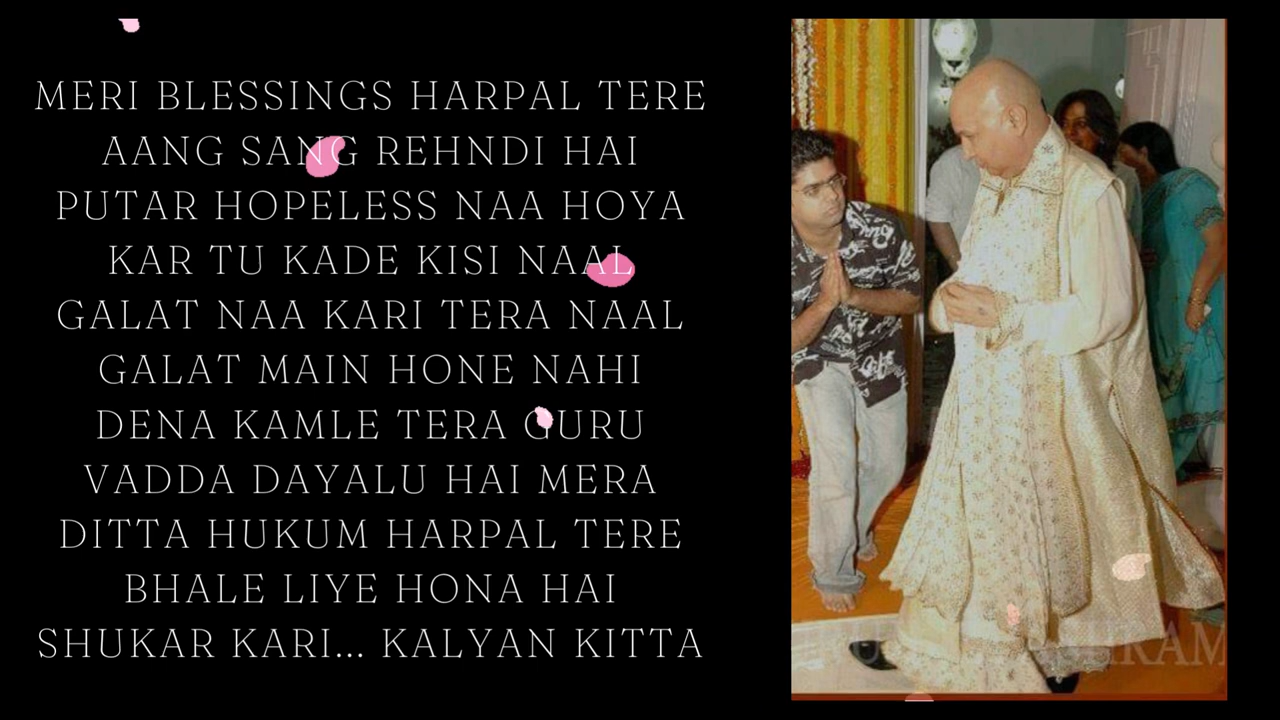 MERI BLESSINGS HARPAL TERE
AANG SANG REHNDI HAI
PUTAR HOPELESS NAA HOYA
KAR TU KADE KISI NAAL
GALAT NAA KARI TERA NAAL
GALAT MAIN HONE NAHI
DENA KAMLE TERA GURU
VADDA DAYALU HAI MERA
DITTA HUKUM HARPAL TERE
BHALE LIYE HONA HAI
SHUKAR KARI... KALYAN KITTA